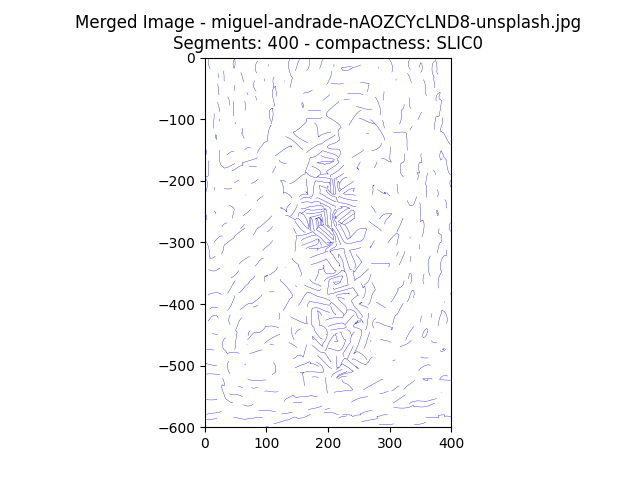 Merged Image - miguel-andrade-nAOZCYcLND8-unsplash.jpg
Segments: 400 - compactness: SLIC0
0
−100
−200
−300
−400
−500
−600
0 100 200 300 400